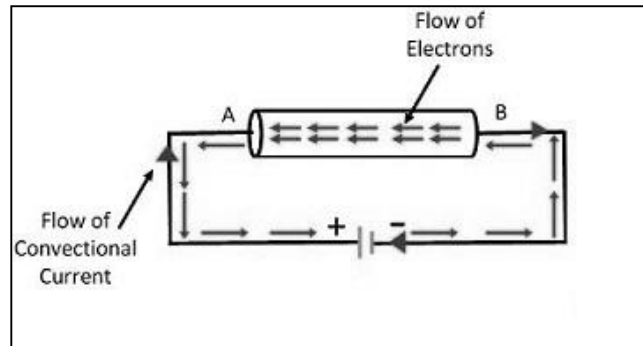 Flow of
Electrons
A
B
Flow of
Convectional
Current
+ -